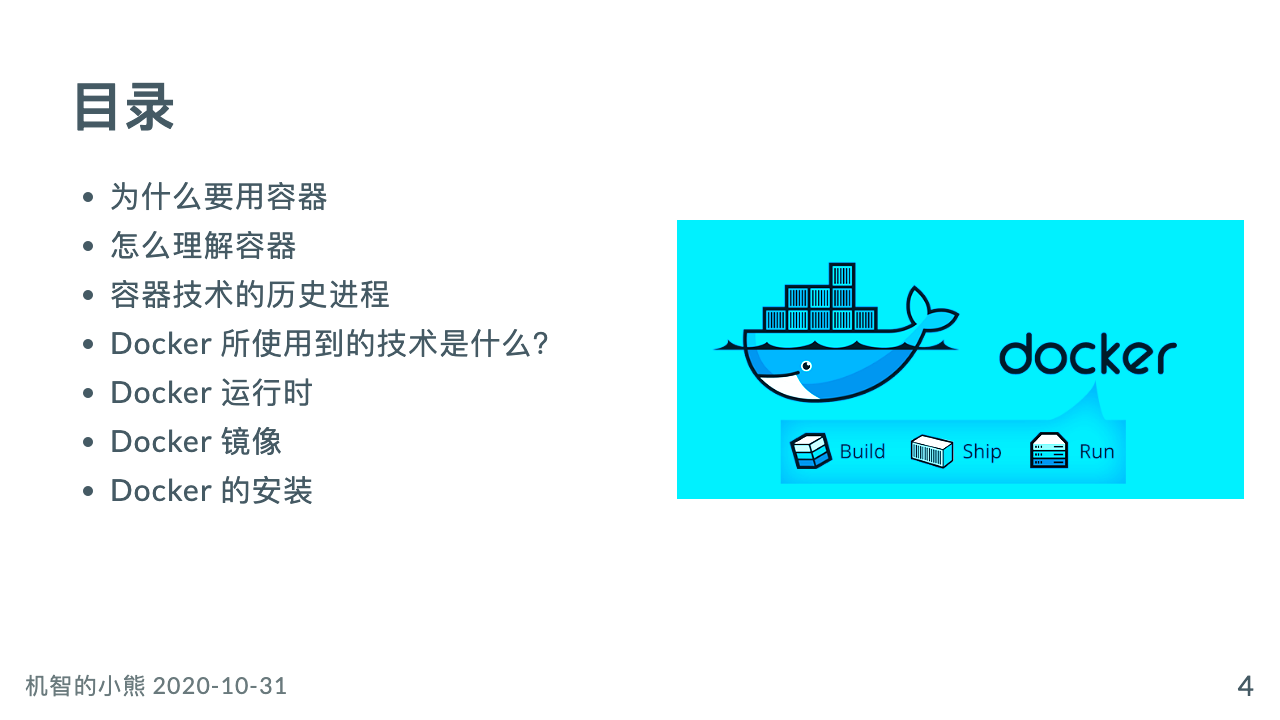 目录
为什么要用容器
怎么理解容器
容器技术的历史进程
Docker 所使用到的技术是什么？
Docker 运行时
Docker 镜像
Docker 的安装
docker
Build Ship Run
机智的小熊 2020-10-31
4